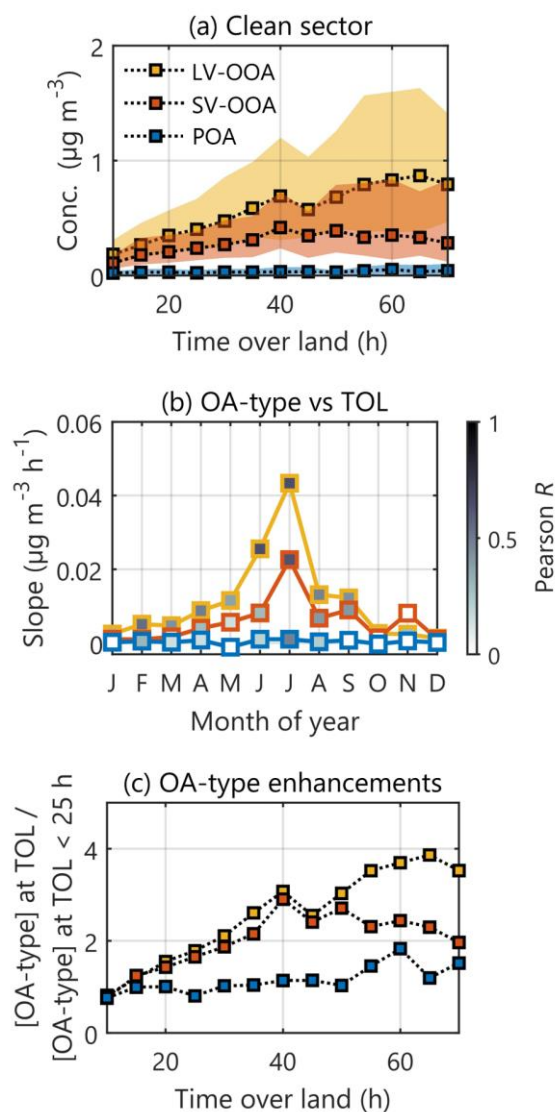 (a) Clean sector
2
LV-OOA
SV-OOA
POA
1
0
Conc. (µg m⁻³)
20 40 60
Time over land (h)
(b) OA-type vs TOL
0.06
0.04
0.02
0
Slope (µg m⁻³ h⁻¹)
J F M A M J J A S O N D
Month of year
1
0.5
0
Pearson R
(c) OA-type enhancements
4
2
0
[OA-type] at TOL /
[OA-type] at TOL < 25 h
20 40 60
Time over land (h)